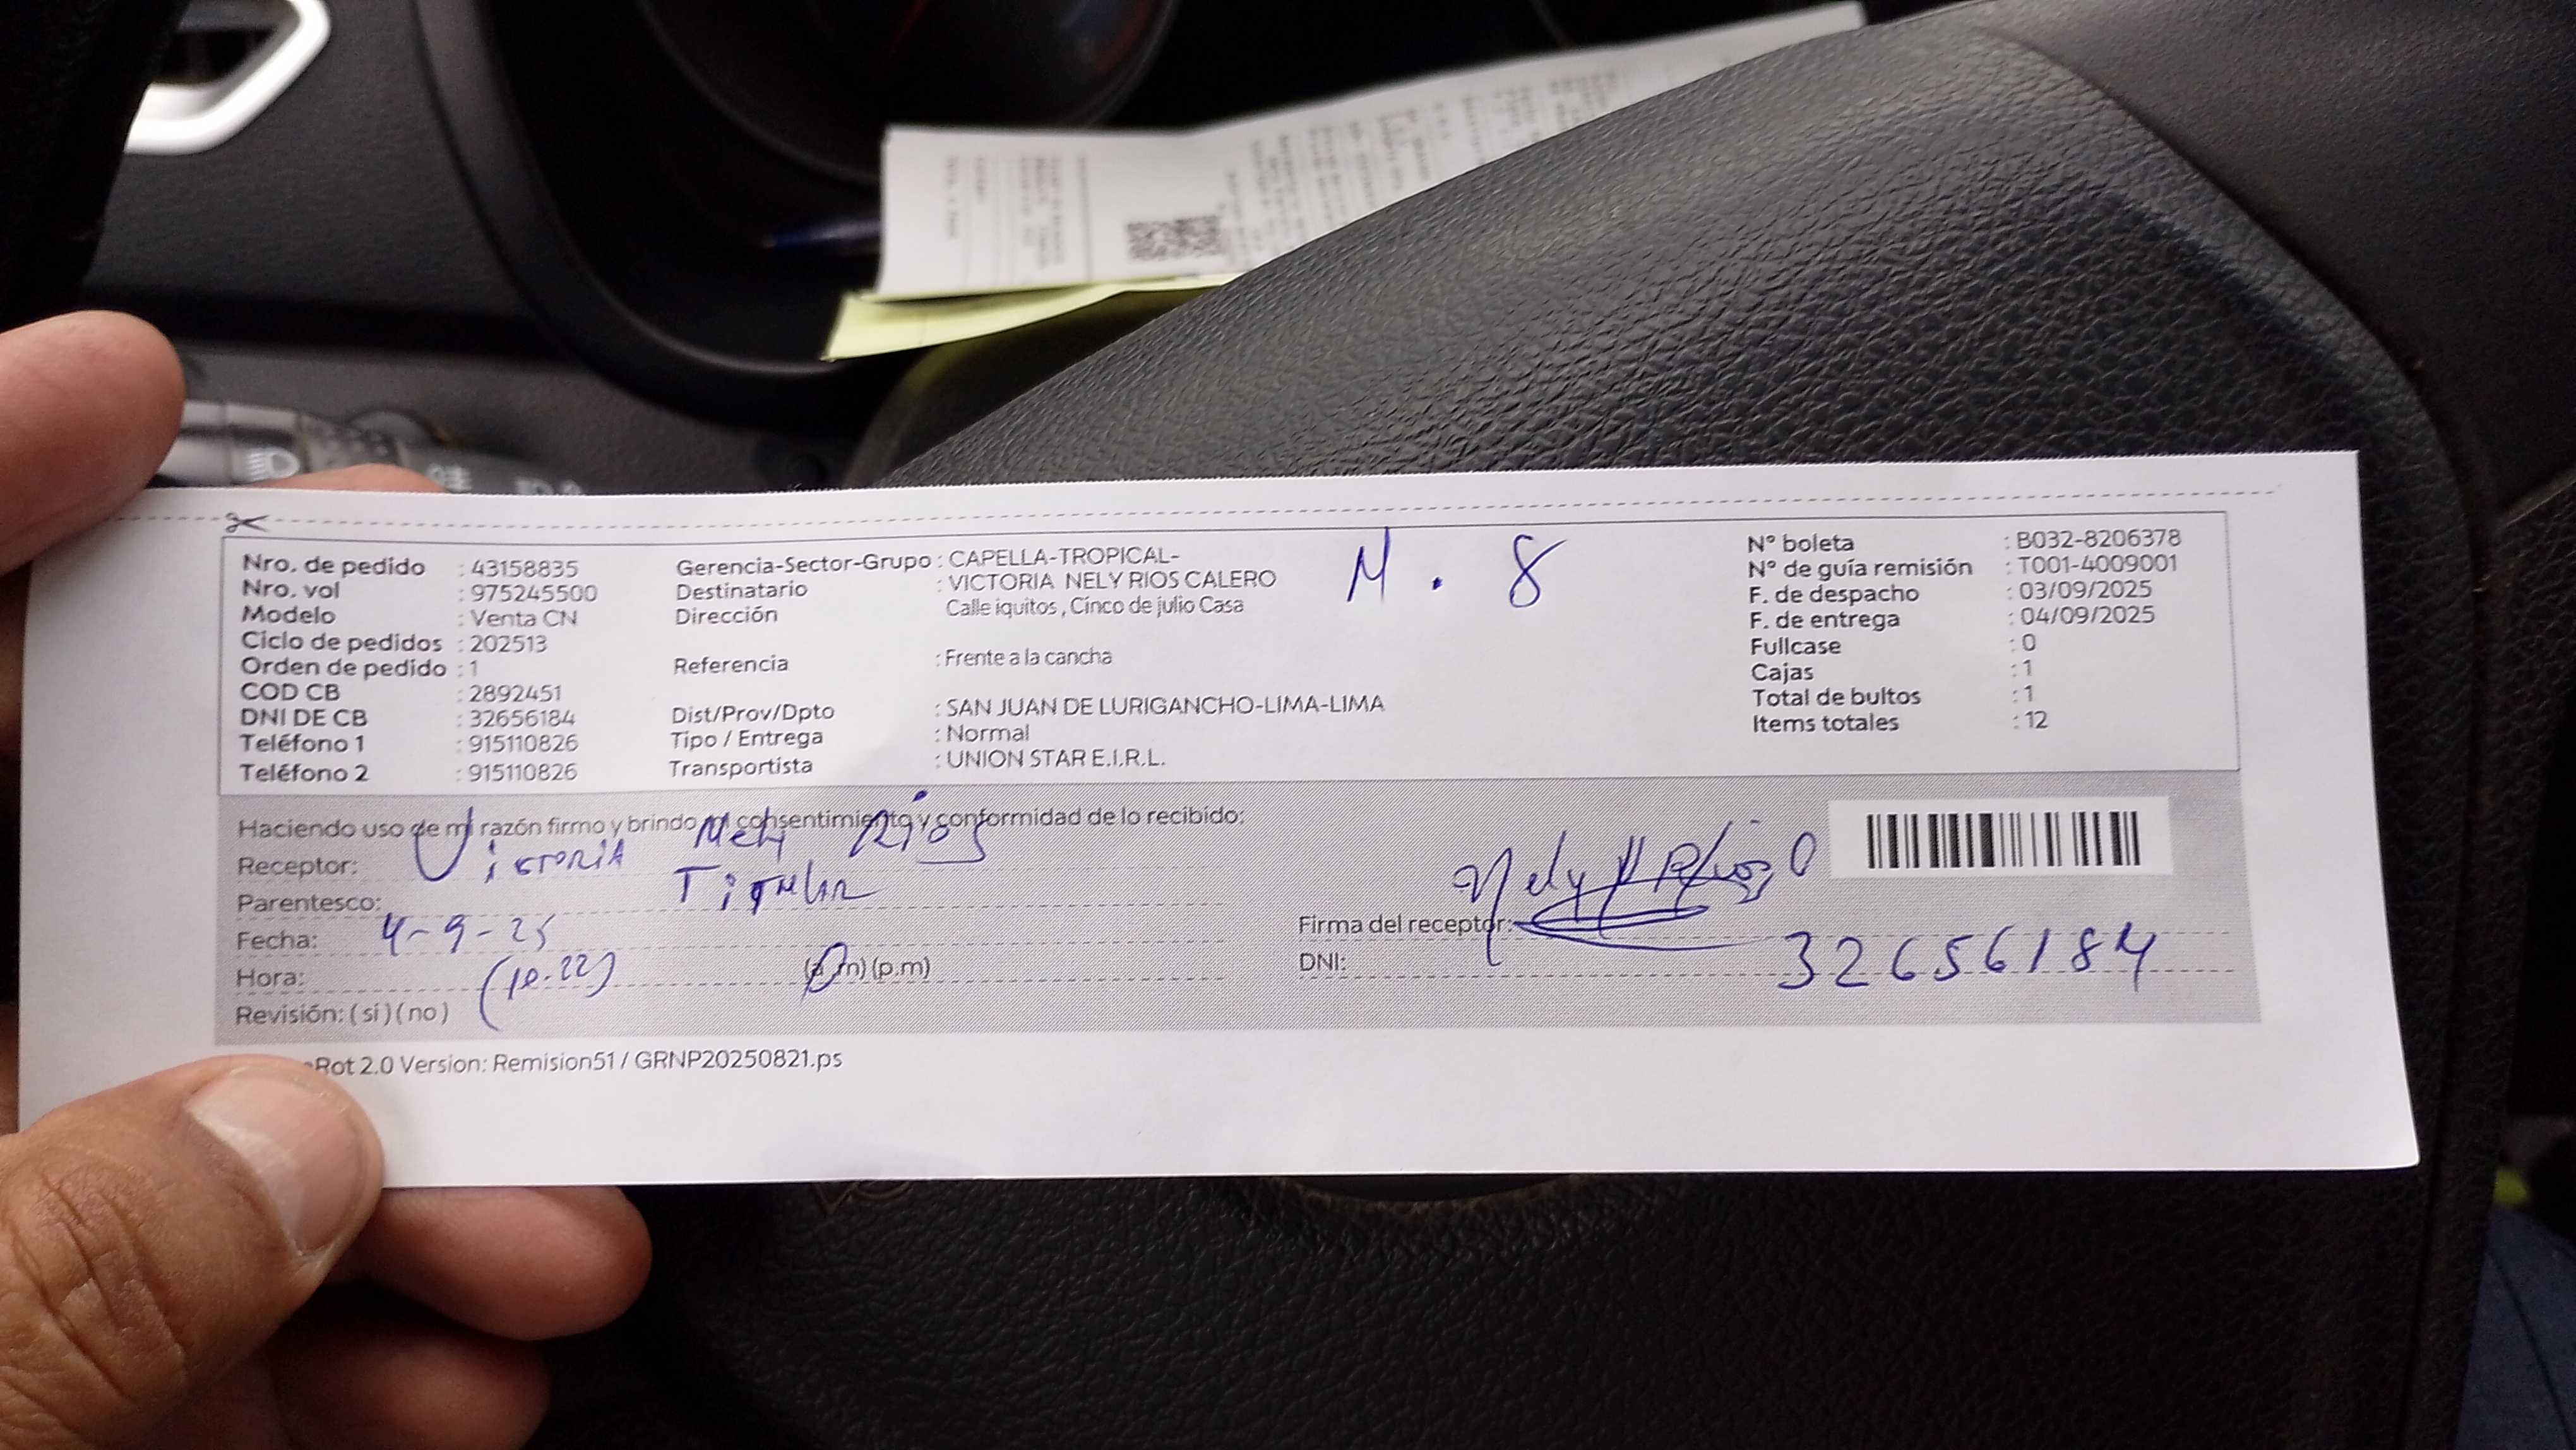 Nro. de pedido : 43158835
Nro. vol : 975245500
Modelo : Venta CN
Ciclo de pedidos : 202513
Orden de pedido : 1
COD CB : 2892451
DNI DE CB : 32656184
Teléfono 1 : 915110826
Teléfono 2 : 915110826
Gerencia-Sector-Grupo : CAPELLA-TROPICAL-
Destinatario : VICTORIA NELY RIOS CALERO
Dirección Calle iquitos , Cinco de julio Casa
Referencia : Frente a la cancha
Dist/Prov/Dpto : SAN JUAN DE LURIGANCHO-LIMA-LIMA
Tipo / Entrega : Normal
Transportista : UNION STAR E.I.R.L.
M . 8
N° boleta : B032-8206378
N° de guía remisión : T001-4009001
F. de despacho : 03/09/2025
F. de entrega : 04/09/2025
Fullcase : 0
Cajas : 1
Total de bultos : 1
Items totales : 12
Haciendo uso de mi razón firmo y brindo mi consentimiento y conformidad de lo recibido:
Receptor: Victoria Nely Rios
Parentesco: Titular
Fecha: 4-9-25
Hora: (10.22) (a.m) (p.m)
Revisión: ( si ) ( no )
Firma del receptor: Nely Rios
DNI: 32656184
Rot 2.0 Version: Remision51 / GRNP20250821.ps